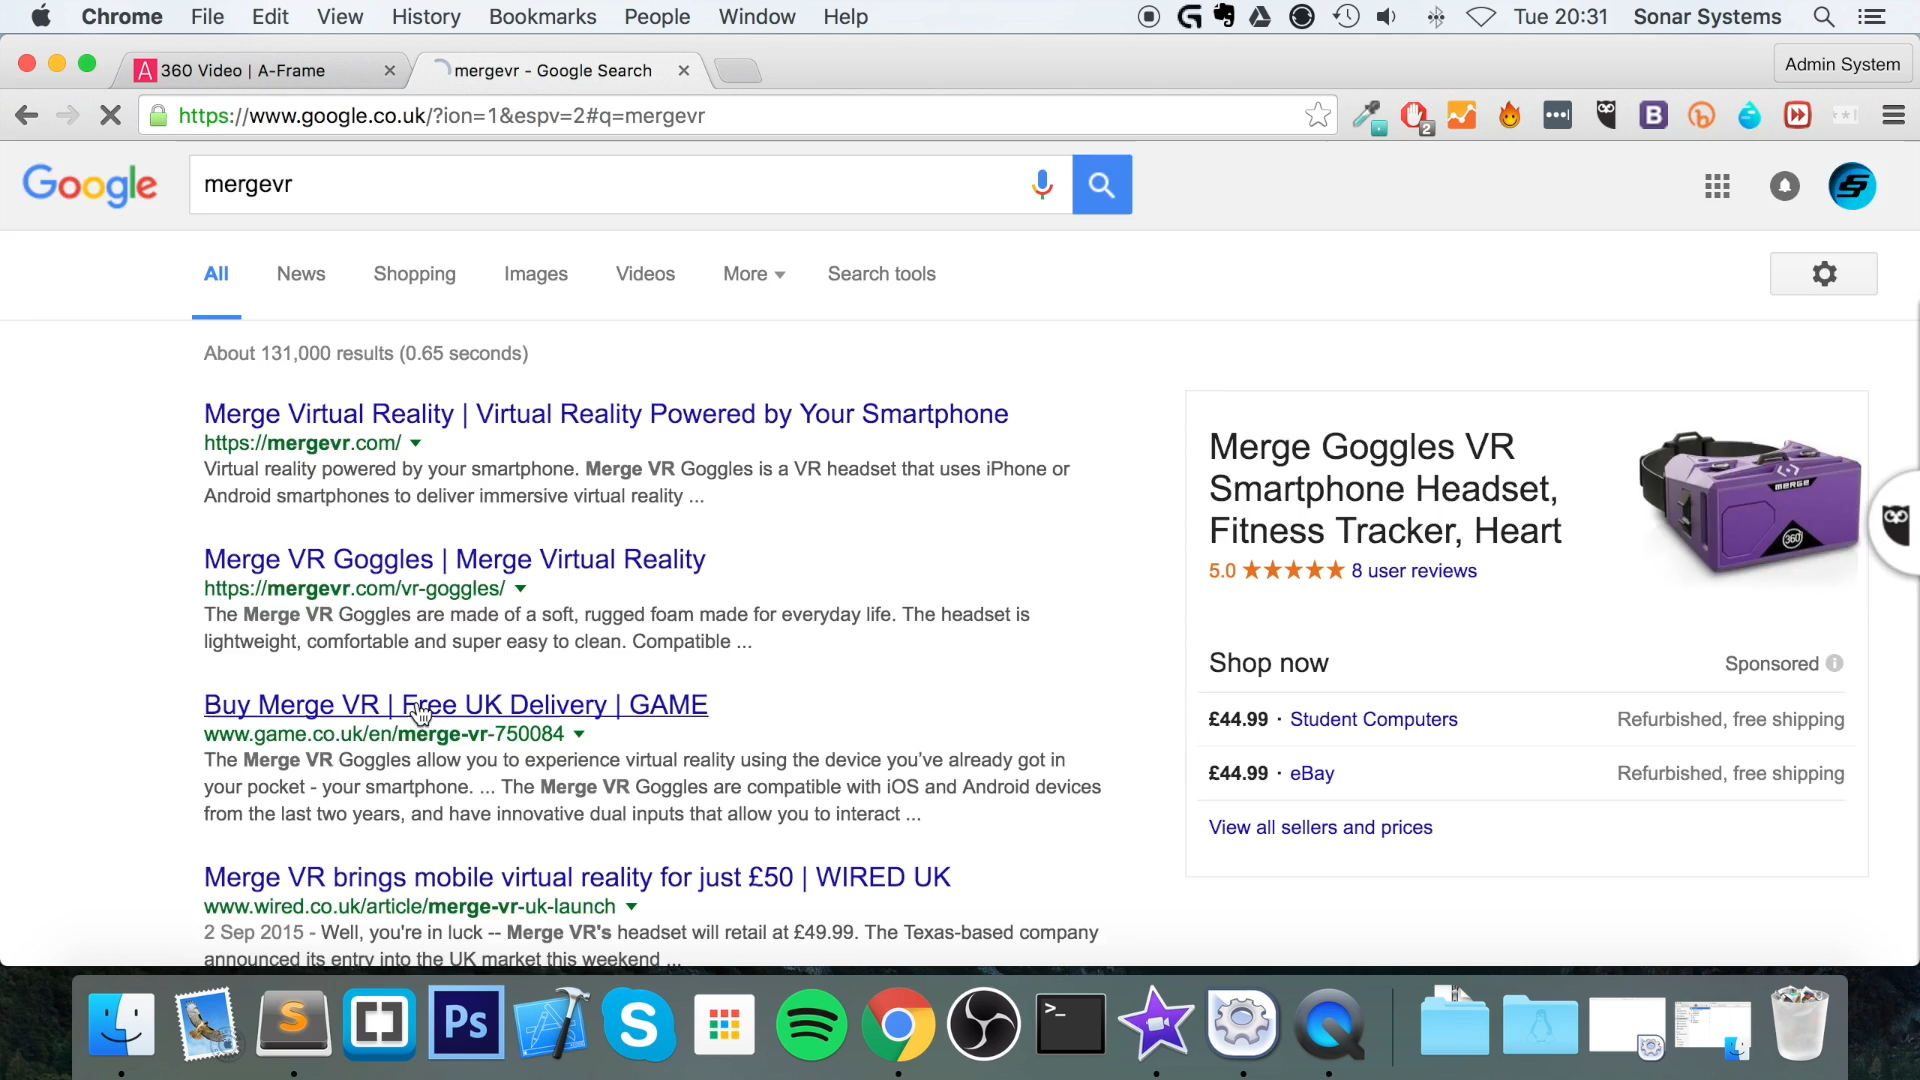 Chrome File Edit View History Bookmarks People Window Help Tue 20:31 Sonar Systems
360 Video | A-Frame mergevr - Google Search Admin System
https://www.google.co.uk/?ion=1&espv=2#q=mergevr
Google mergevr
All News Shopping Images Videos More Search tools
About 131,000 results (0.65 seconds)
Merge Virtual Reality | Virtual Reality Powered by Your Smartphone
https://mergevr.com/
Virtual reality powered by your smartphone. Merge VR Goggles is a VR headset that uses iPhone or
Android smartphones to deliver immersive virtual reality ...
Merge VR Goggles | Merge Virtual Reality
https://mergevr.com/vr-goggles/
The Merge VR Goggles are made of a soft, rugged foam made for everyday life. The headset is
lightweight, comfortable and super easy to clean. Compatible ...
Buy Merge VR | Free UK Delivery | GAME
www.game.co.uk/en/merge-vr-750084
The Merge VR Goggles allow you to experience virtual reality using the device you've already got in
your pocket - your smartphone. ... The Merge VR Goggles are compatible with iOS and Android devices
from the last two years, and have innovative dual inputs that allow you to interact ...
Merge VR brings mobile virtual reality for just £50 | WIRED UK
www.wired.co.uk/article/merge-vr-uk-launch
2 Sep 2015 - Well, you're in luck -- Merge VR's headset will retail at £49.99. The Texas-based company
announced its entry into the UK market this weekend ...
Merge Goggles VR
Smartphone Headset,
Fitness Tracker, Heart
5.0 8 user reviews
MERGE
360
Shop now Sponsored
£44.99 · Student Computers Refurbished, free shipping
£44.99 · eBay Refurbished, free shipping
View all sellers and prices
Ps